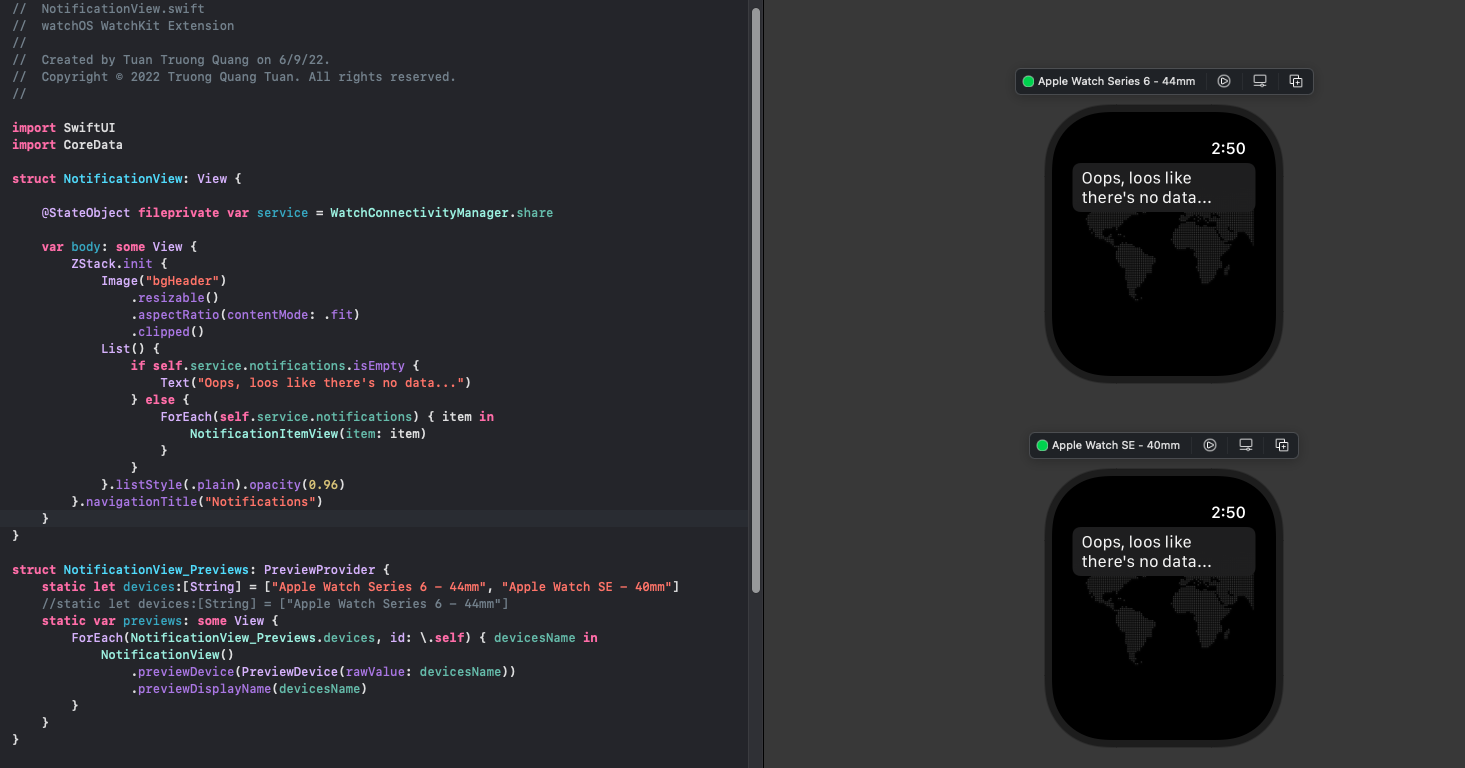 //  NotificationView.swift
//  watchOS WatchKit Extension
//
//  Created by Tuan Truong Quang on 6/9/22.
//  Copyright © 2022 Truong Quang Tuan. All rights reserved.
//
import SwiftUI
import CoreData
struct NotificationView: View {
    @StateObject fileprivate var service = WatchConnectivityManager.share
    var body: some View {
        ZStack.init {
            Image("bgHeader")
                .resizable()
                .aspectRatio(contentMode: .fit)
                .clipped()
            List() {
                if self.service.notifications.isEmpty {
                    Text("Oops, loos like there's no data...")
                } else {
                    ForEach(self.service.notifications) { item in
                        NotificationItemView(item: item)
                    }
                }
            }.listStyle(.plain).opacity(0.96)
        }.navigationTitle("Notifications")
    }
}
struct NotificationView_Previews: PreviewProvider {
    static let devices:[String] = ["Apple Watch Series 6 - 44mm", "Apple Watch SE - 40mm"]
    //static let devices:[String] = ["Apple Watch Series 6 - 44mm"]
    static var previews: some View {
        ForEach(NotificationView_Previews.devices, id: \.self) { devicesName in
            NotificationView()
                .previewDevice(PreviewDevice(rawValue: devicesName))
                .previewDisplayName(devicesName)
        }
    }
}
Apple Watch Series 6 - 44mm
2:50
Oops, loos like
there's no data...
Apple Watch SE - 40mm
2:50
Oops, loos like
there's no data...